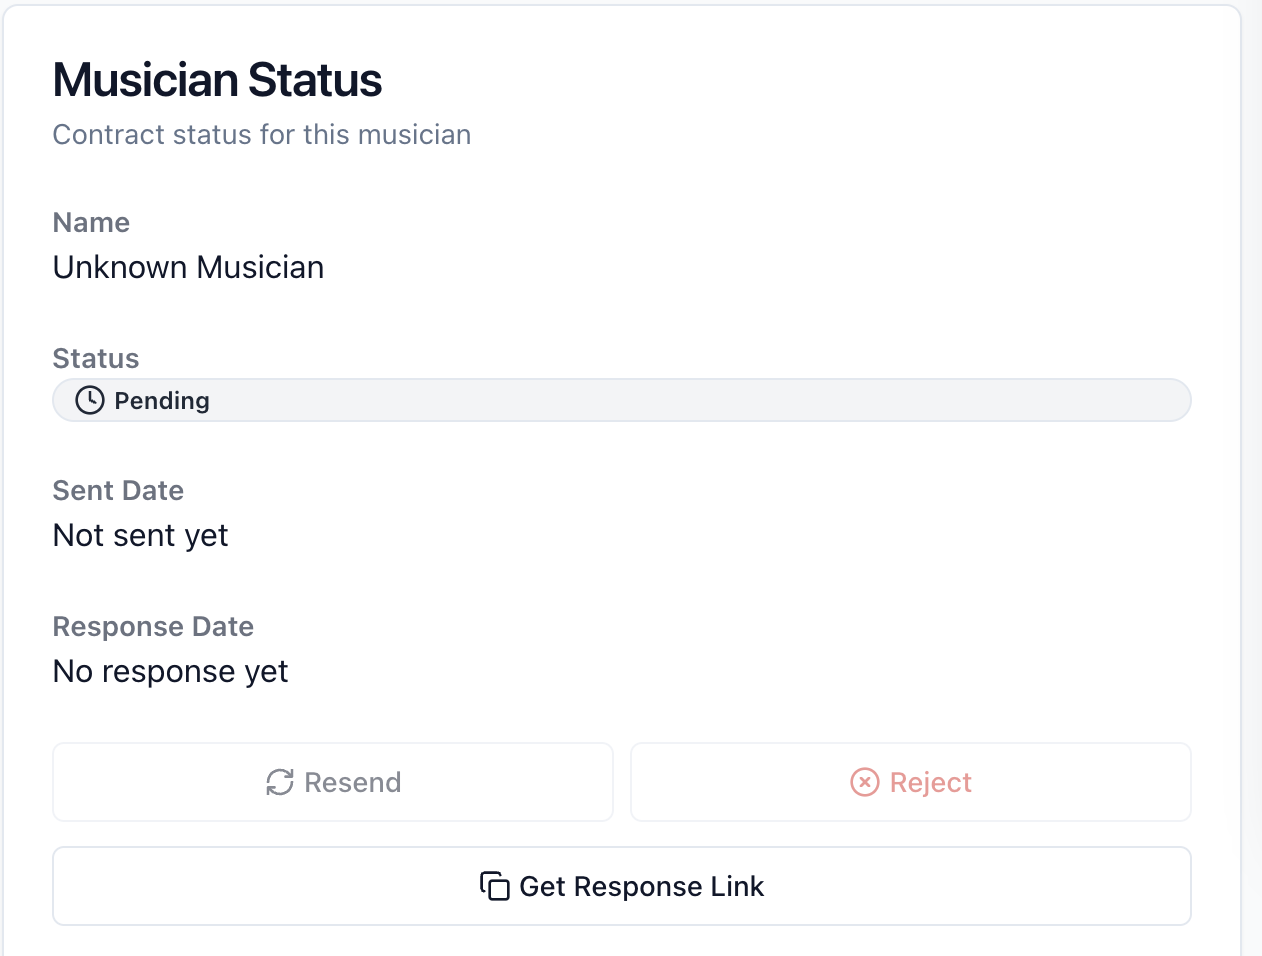 Musician Status
Contract status for this musician
Name
Unknown Musician
Status
Pending
Sent Date
Not sent yet
Response Date
No response yet
Resend
Reject
Get Response Link